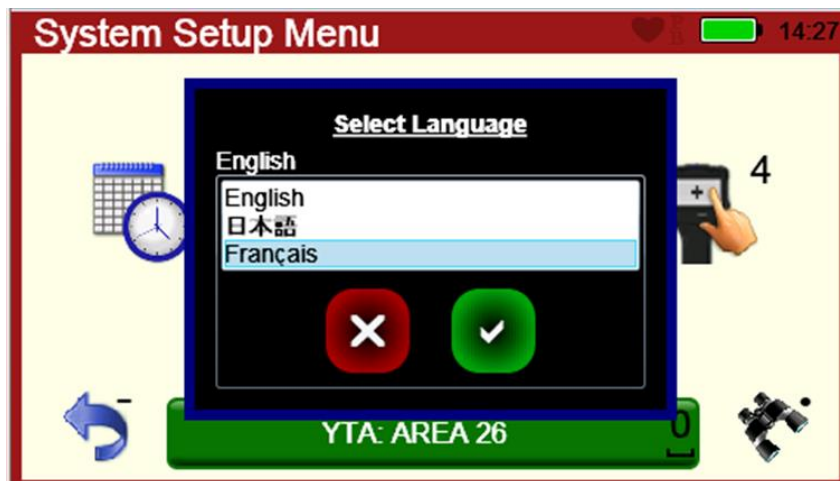 System Setup Menu
14:27
Select Language
English
English
日本語
Français
4
-
YTA: AREA 26
0
.